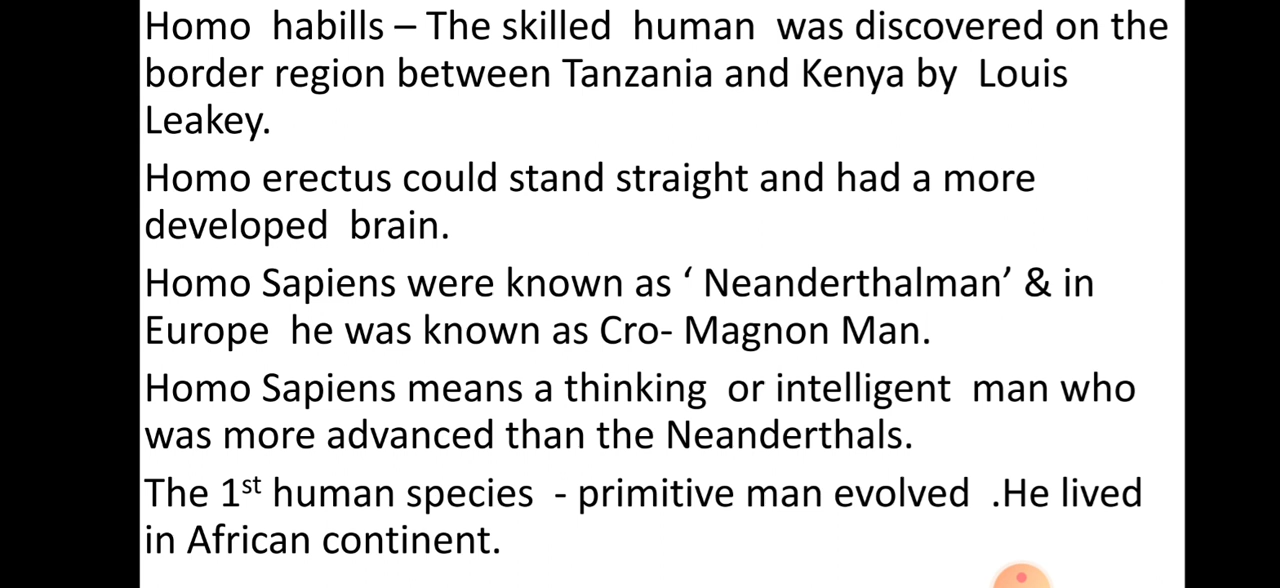 Homo habills – The skilled human was discovered on the
border region between Tanzania and Kenya by Louis
Leakey.
Homo erectus could stand straight and had a more
developed brain.
Homo Sapiens were known as ‘ Neanderthalman’ & in
Europe he was known as Cro- Magnon Man.
Homo Sapiens means a thinking or intelligent man who
was more advanced than the Neanderthals.
The 1st human species - primitive man evolved .He lived
in African continent.